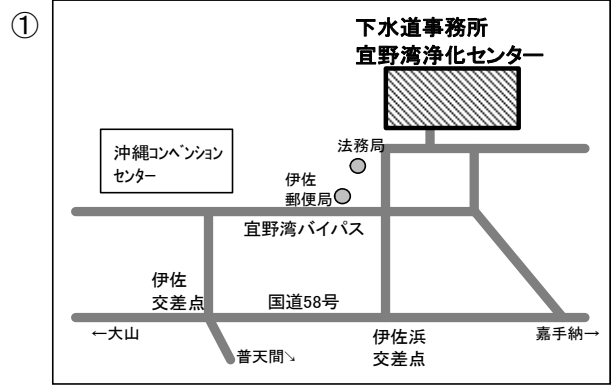 ①
下水道事務所
宜野湾浄化センター
法務局
沖縄コンベンション
センター
伊佐
郵便局
宜野湾バイパス
伊佐
交差点
国道58号
←大山
普天間↘
伊佐浜
交差点
嘉手納→